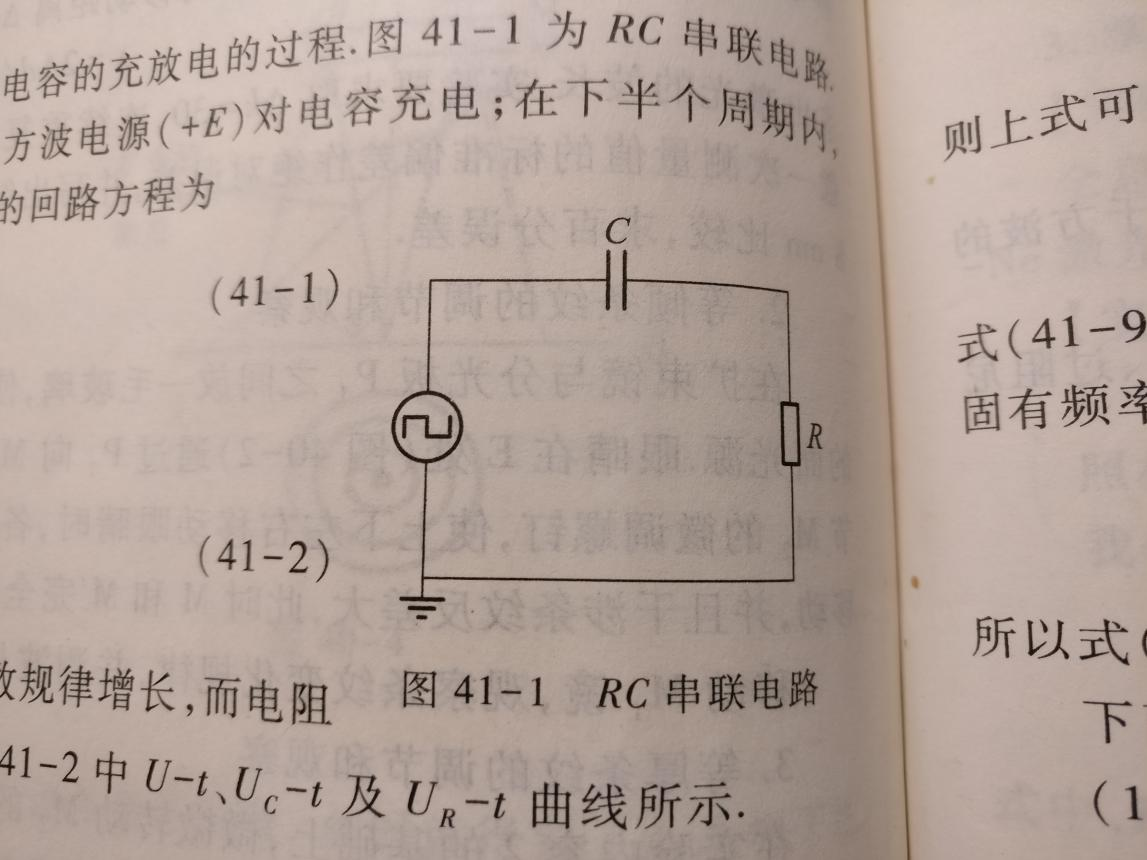 电容的充放电的过程.图 41-1 为 RC 串联电路.
方波电源(+E)对电容充电;在下半个周期内,
的回路方程为
(41-1)
C
R
(41-2)
图 41-1 RC 串联电路
规律增长,而电阻
41-2 中 U-t、U_C-t 及 U_R-t 曲线所示.
则上式可
式(41-9
固有频率
所以式(
下
(1